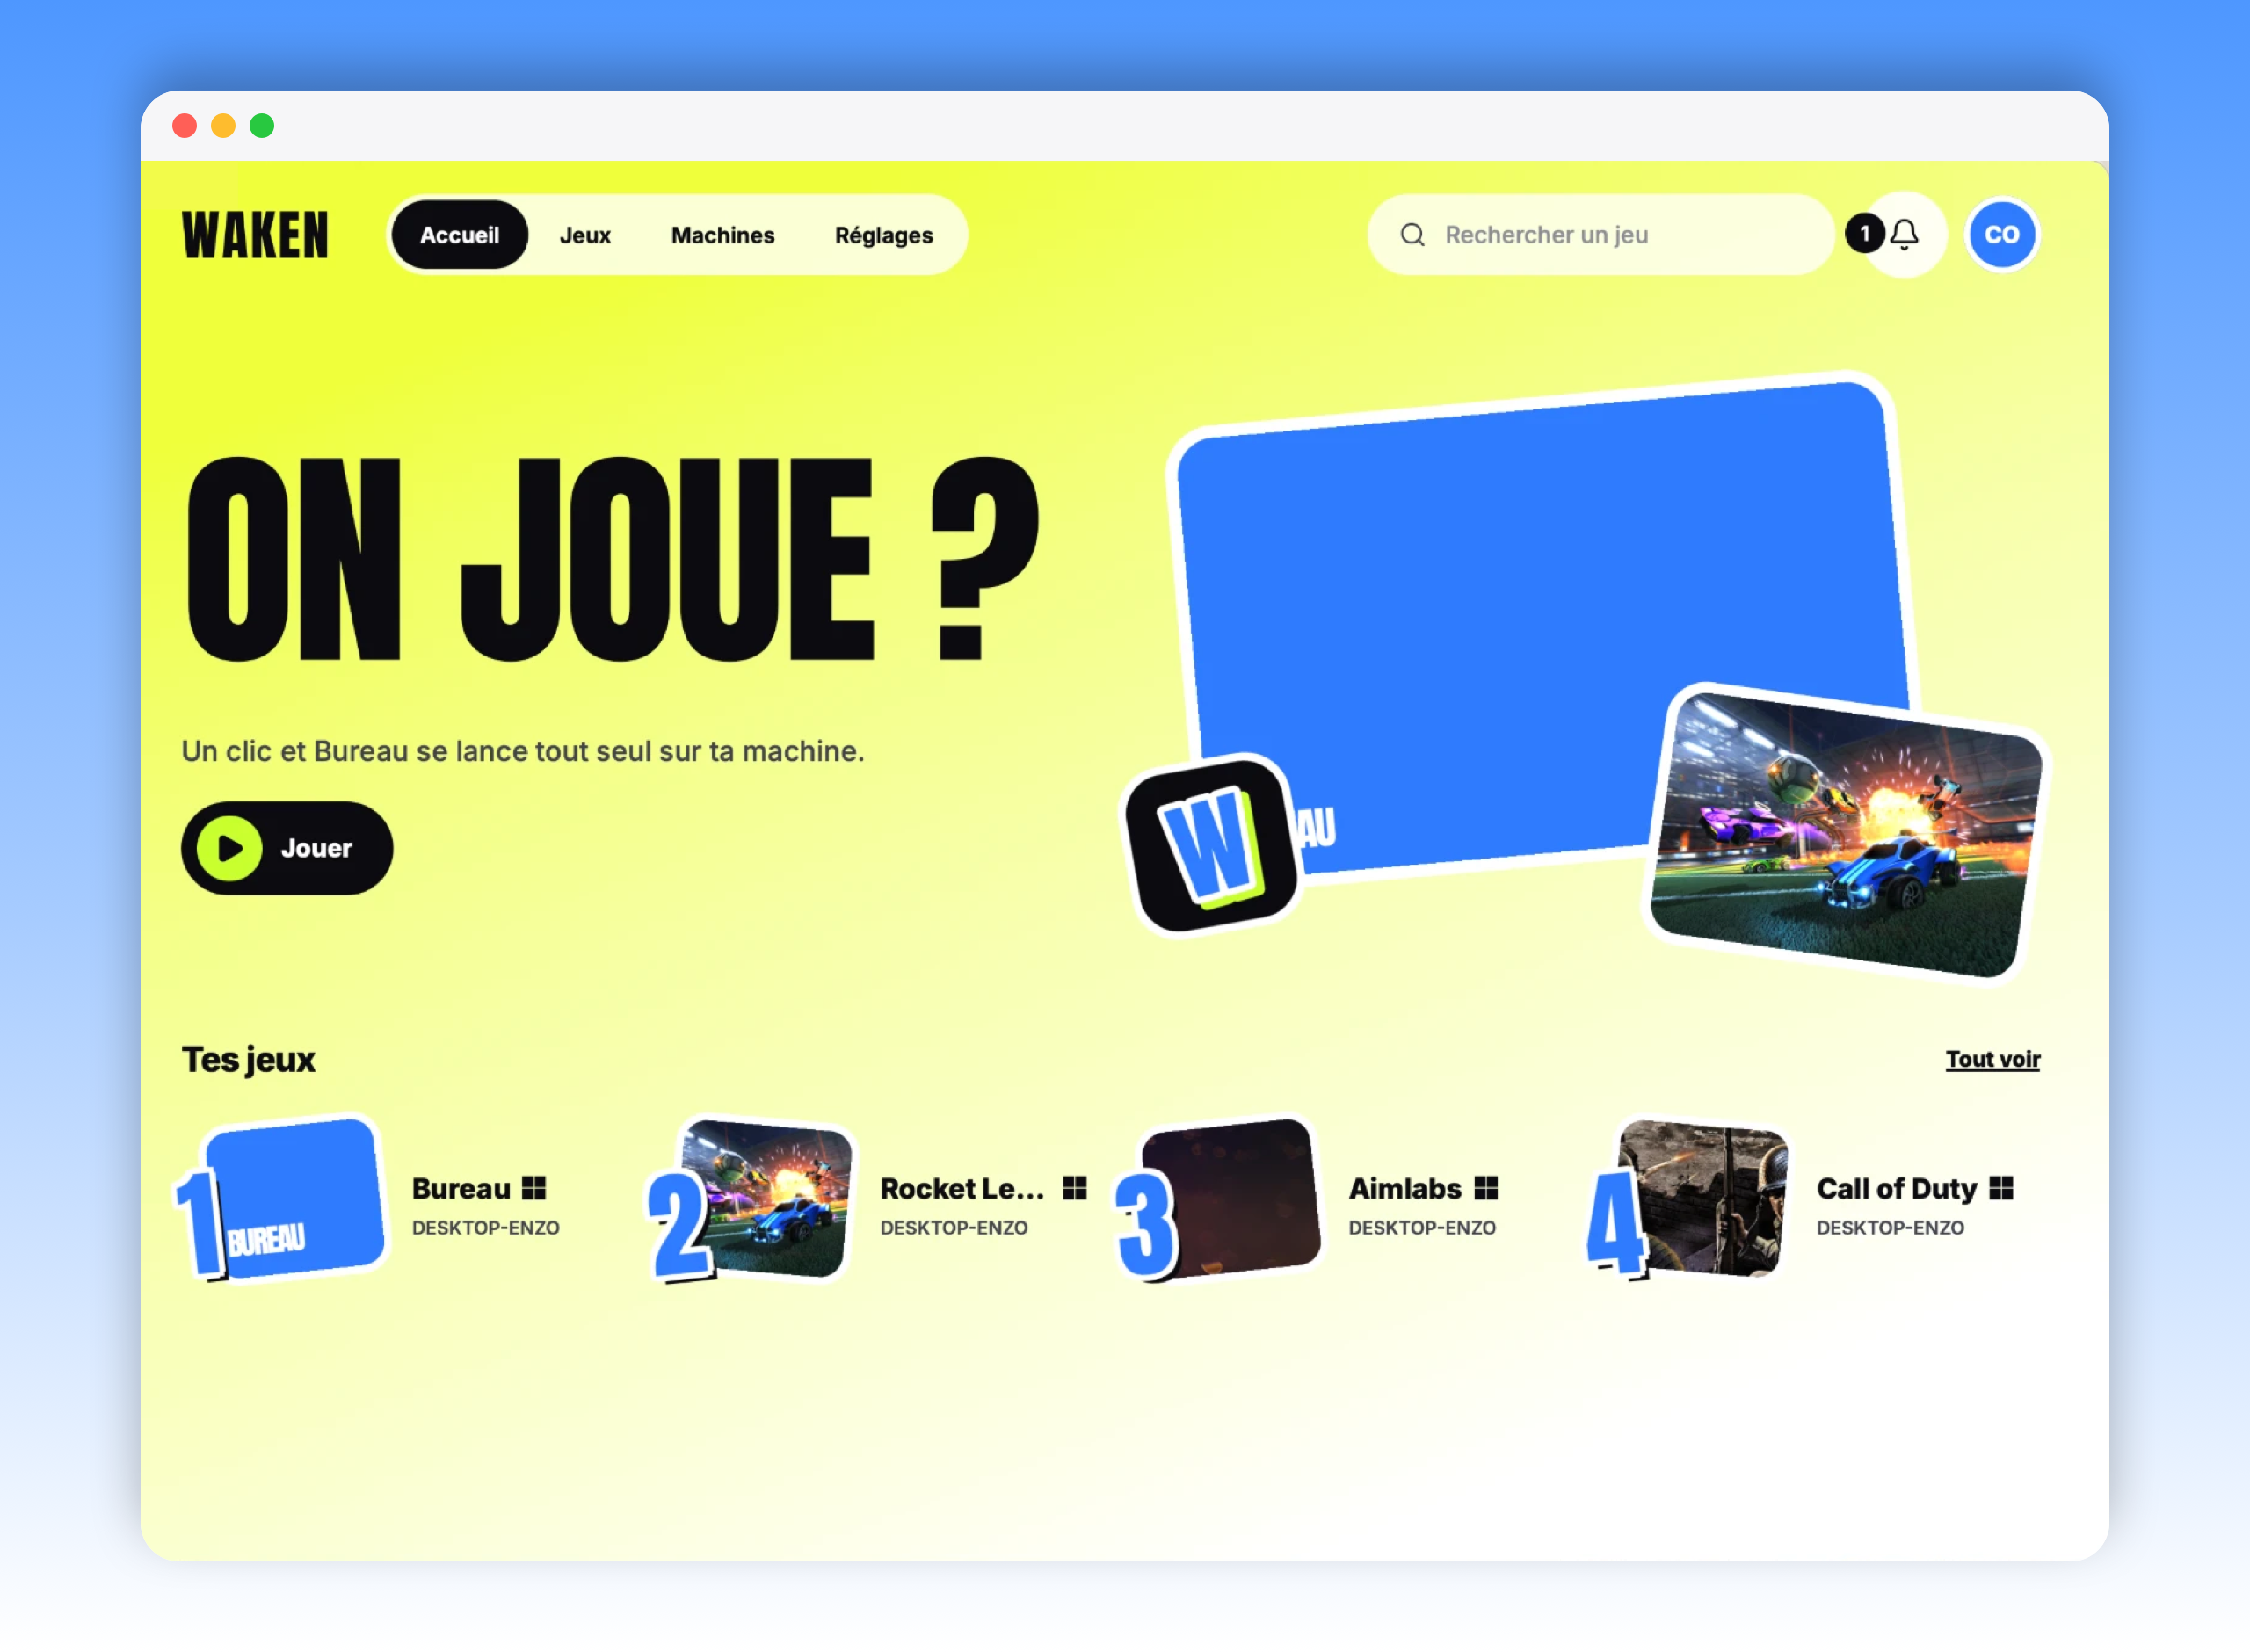 WAKEN
Accueil
Jeux
Machines
Réglages
Rechercher un jeu
1
CO
ON JOUE ?
Un clic et Bureau se lance tout seul sur ta machine.
Jouer
W
AU
Tes jeux
Tout voir
1
BUREAU
Bureau
DESKTOP-ENZO
2
Rocket Le...
DESKTOP-ENZO
3
Aimlabs
DESKTOP-ENZO
4
Call of Duty
DESKTOP-ENZO